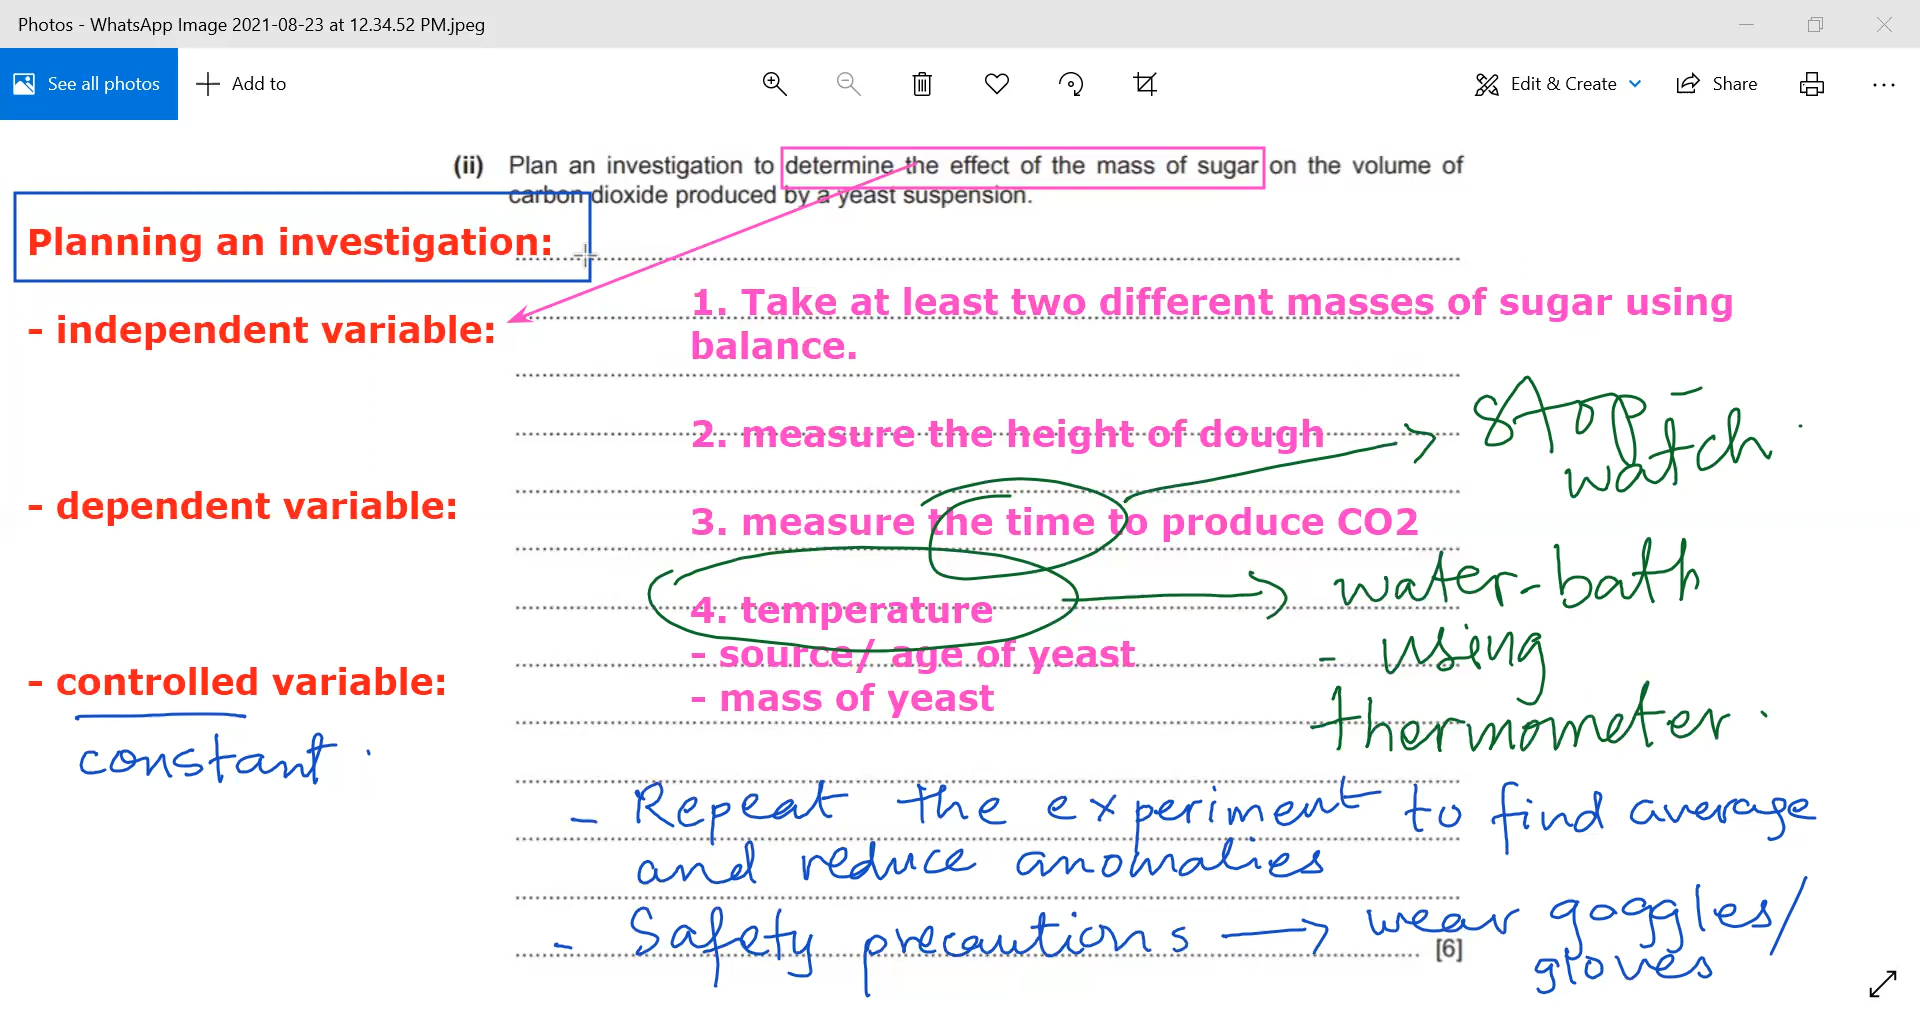 Photos - WhatsApp Image 2021-08-23 at 12.34.52 PM.jpeg
See all photos
Add to
Edit & Create
Share
(ii) Plan an investigation to determine the effect of the mass of sugar on the volume of
carbon dioxide produced by a yeast suspension.
Planning an investigation:
1. Take at least two different masses of sugar using
balance.
- independent variable:
2. measure the height of dough
stop-
watch.
- dependent variable:
3. measure the time to produce CO2
4. temperature
water-bath
- source/ age of yeast
- using
thermometer.
- controlled variable:
- mass of yeast
constant.
- Repeat the experiment to find average
and reduce anomalies
- Safety precautions → wear goggles/
gloves
[6]